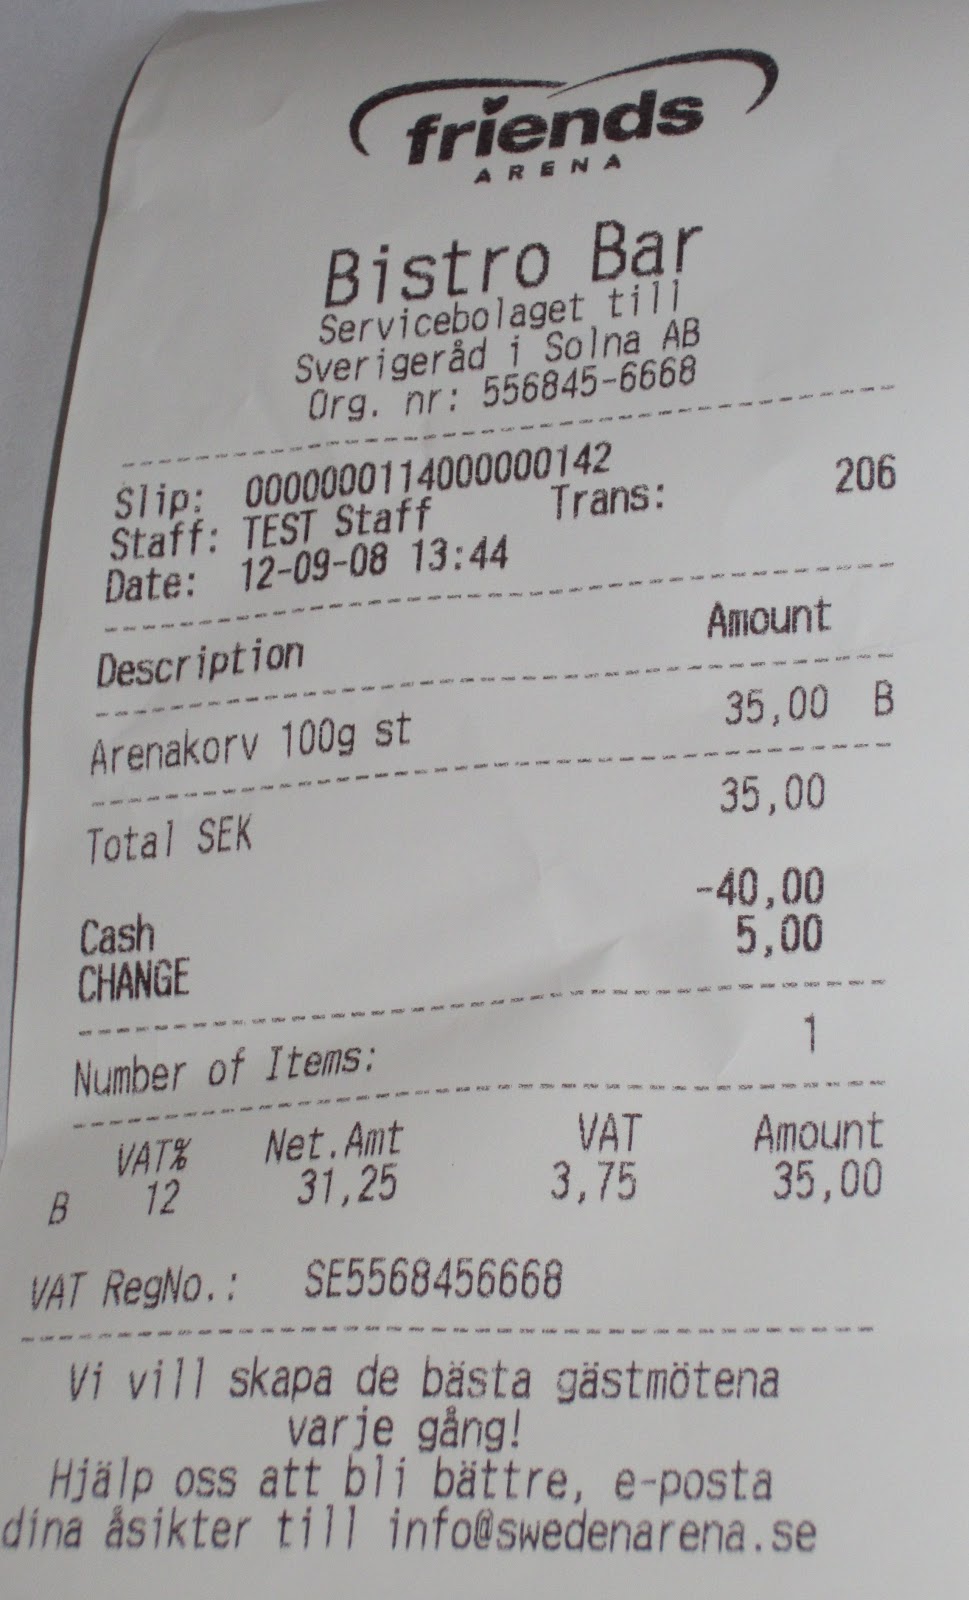 friends
ARENA
Bistro Bar
Servicebolaget till
Sverigeråd i Solna AB
Org. nr: 556845-6668
Slip: 0000000114000000142
Staff: TEST Staff Trans: 206
Date: 12-09-08 13:44
Description Amount
Arenakorv 100g st 35,00 B
Total SEK 35,00
Cash -40,00
CHANGE 5,00
Number of Items: 1
VAT% Net.Amt VAT Amount
B 12 31,25 3,75 35,00
VAT RegNo.: SE5568456668
Vi vill skapa de bästa gästmötena
varje gång!
Hjälp oss att bli bättre, e-posta
dina åsikter till info@swedenarena.se